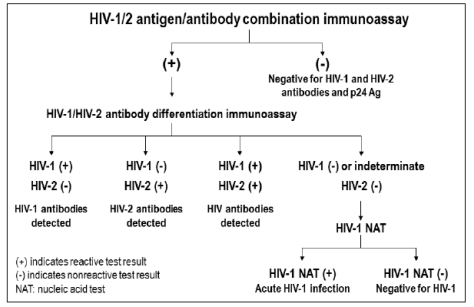 HIV-1/2 antigen/antibody combination immunoassay
(+) (-)
Negative for HIV-1 and HIV-2
antibodies and p24 Ag
HIV-1/HIV-2 antibody differentiation immunoassay
HIV-1 (+) HIV-1 (-) HIV-1 (+) HIV-1 (-) or indeterminate
HIV-2 (-) HIV-2 (+) HIV-2 (+) HIV-2 (-)
HIV-1 antibodies HIV-2 antibodies HIV antibodies
detected detected detected
HIV-1 NAT
(+) indicates reactive test result
(-) indicates nonreactive test result
NAT: nucleic acid test
HIV-1 NAT (+) HIV-1 NAT (-)
Acute HIV-1 Infection Negative for HIV-1